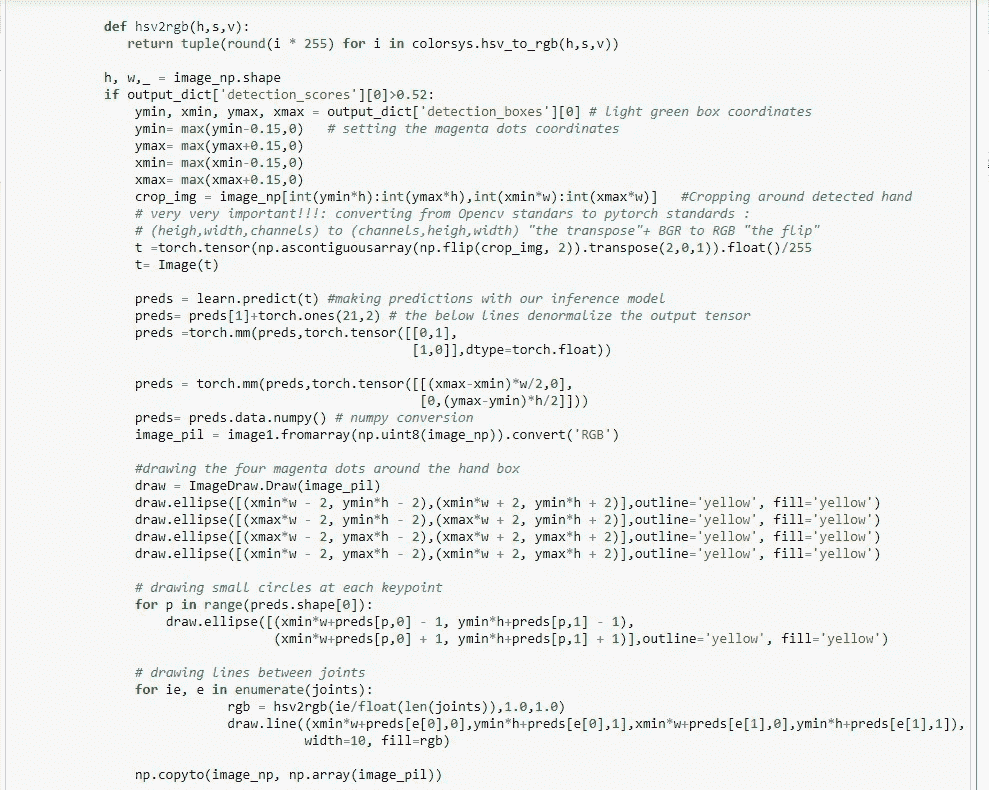 def hsv2rgb(h,s,v):
return tuple(round(i * 255) for i in colorsys.hsv_to_rgb(h,s,v))
h, w,_ = image_np.shape
if output_dict['detection_scores'][0]>0.52:
ymin, xmin, ymax, xmax = output_dict['detection_boxes'][0] # light green box coordinates
ymin= max(ymin-0.15,0) # setting the magenta dots coordinates
ymax= max(ymax+0.15,0)
xmin= max(xmin-0.15,0)
xmax= max(xmax+0.15,0)
crop_img = image_np[int(ymin*h):int(ymax*h),int(xmin*w):int(xmax*w)] #Cropping around detected hand
# very very important!!!: converting from Opencv standars to pytorch standards :
# (heigh,width,channels) to (channels,heigh,width) "the transpose"+ BGR to RGB "the flip"
t =torch.tensor(np.ascontiguousarray(np.flip(crop_img, 2)).transpose(2,0,1)).float()/255
t= Image(t)
preds = learn.predict(t) #making predictions with our inference model
preds= preds[1]+torch.ones(21,2) # the below lines denormalize the output tensor
preds =torch.mm(preds,torch.tensor([[0,1],
[1,0]],dtype=torch.float))
preds = torch.mm(preds,torch.tensor([[(xmax-xmin)*w/2,0],
[0,(ymax-ymin)*h/2]]))
preds= preds.data.numpy() # numpy conversion
image_pil = image1.fromarray(np.uint8(image_np)).convert('RGB')
#drawing the four magenta dots around the hand box
draw = ImageDraw.Draw(image_pil)
draw.ellipse([(xmin*w - 2, ymin*h - 2),(xmin*w + 2, ymin*h + 2)],outline='yellow', fill='yellow')
draw.ellipse([(xmax*w - 2, ymin*h - 2),(xmax*w + 2, ymin*h + 2)],outline='yellow', fill='yellow')
draw.ellipse([(xmax*w - 2, ymax*h - 2),(xmax*w + 2, ymax*h + 2)],outline='yellow', fill='yellow')
draw.ellipse([(xmin*w - 2, ymax*h - 2),(xmin*w + 2, ymax*h + 2)],outline='yellow', fill='yellow')
# drawing small circles at each keypoint
for p in range(preds.shape[0]):
draw.ellipse([(xmin*w+preds[p,0] - 1, ymin*h+preds[p,1] - 1),
(xmin*w+preds[p,0] + 1, ymin*h+preds[p,1] + 1)],outline='yellow', fill='yellow')
# drawing lines between joints
for ie, e in enumerate(joints):
rgb = hsv2rgb(ie/float(len(joints)),1.0,1.0)
draw.line((xmin*w+preds[e[0],0],ymin*h+preds[e[0],1],xmin*w+preds[e[1],0],ymin*h+preds[e[1],1]),
width=10, fill=rgb)
np.copyto(image_np, np.array(image_pil))